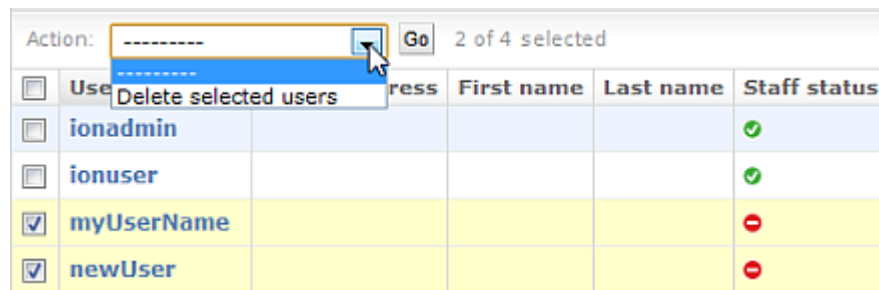 Action: --------- Go 2 of 4 selected
---------
Use ress First name Last name Staff status
Delete selected users
ionadmin
ionuser
myUserName
newUser